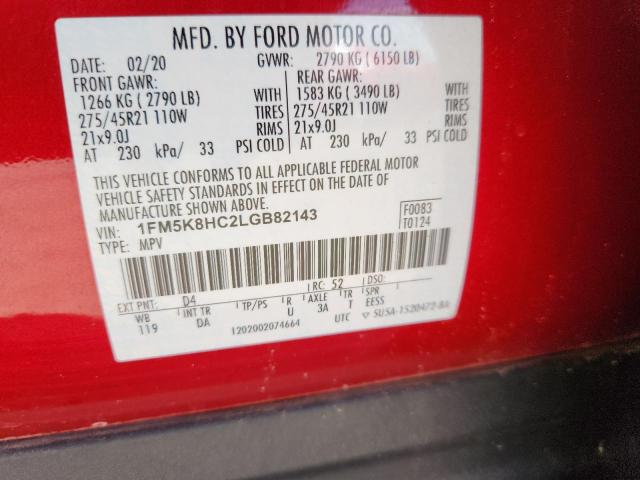 MFD. BY FORD MOTOR CO.
DATE: 02/20 GVWR: 2790 KG ( 6150 LB)
FRONT GAWR: REAR GAWR:
1266 KG ( 2790 LB) WITH 1583 KG ( 3490 LB) WITH
275/45R21 110W TIRES 275/45R21 110W TIRES
21x9.0J RIMS 21x9.0J RIMS
AT 230 kPa/ 33 PSI COLD AT 230 kPa/ 33 PSI COLD
THIS VEHICLE CONFORMS TO ALL APPLICABLE FEDERAL MOTOR
VEHICLE SAFETY STANDARDS IN EFFECT ON THE DATE OF
MANUFACTURE SHOWN ABOVE.
VIN: 1FM5K8HC2LGB82143 F0083
TYPE: MPV T0124
EXT PNT: D4 RC: 52 DSO:
WB INT TR TP/PS R AXLE TR SPR
119 DA U 3A T EESS
1202002074664 UTC ▽ 5U5A-1520472-BA